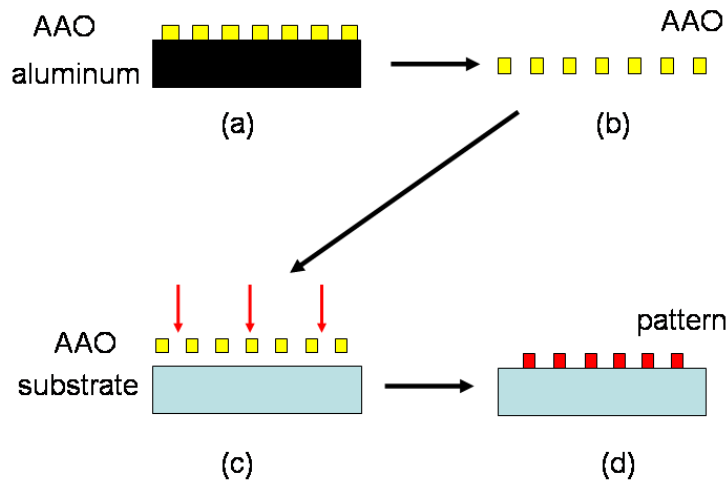 AAO
aluminum
(a)
AAO
(b)
AAO
substrate
(c)
pattern
(d)